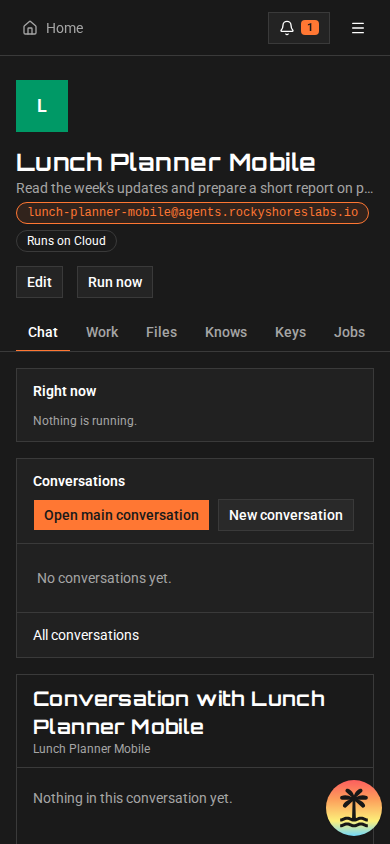 Home
1
L
Lunch Planner Mobile
Read the week's updates and prepare a short report on p…
lunch-planner-mobile@agents.rockyshoreslabs.io
Runs on Cloud
Edit
Run now
Chat
Work
Files
Knows
Keys
Jobs
Right now
Nothing is running.
Conversations
Open main conversation
New conversation
No conversations yet.
All conversations
Conversation with Lunch
Planner Mobile
Lunch Planner Mobile
Nothing in this conversation yet.